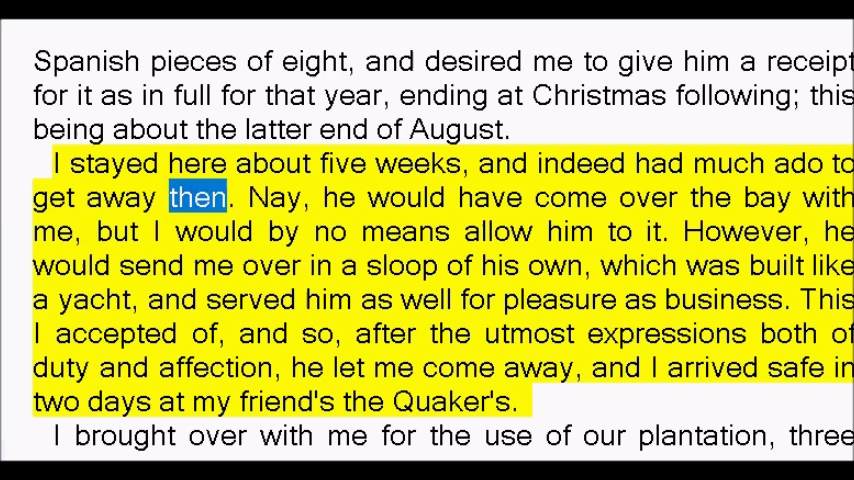 Spanish pieces of eight, and desired me to give him a receipt
for it as in full for that year, ending at Christmas following; this
being about the latter end of August.
I stayed here about five weeks, and indeed had much ado to
get away then. Nay, he would have come over the bay with
me, but I would by no means allow him to it. However, he
would send me over in a sloop of his own, which was built like
a yacht, and served him as well for pleasure as business. This
I accepted of, and so, after the utmost expressions both of
duty and affection, he let me come away, and I arrived safe in
two days at my friend's the Quaker's.
I brought over with me for the use of our plantation, three